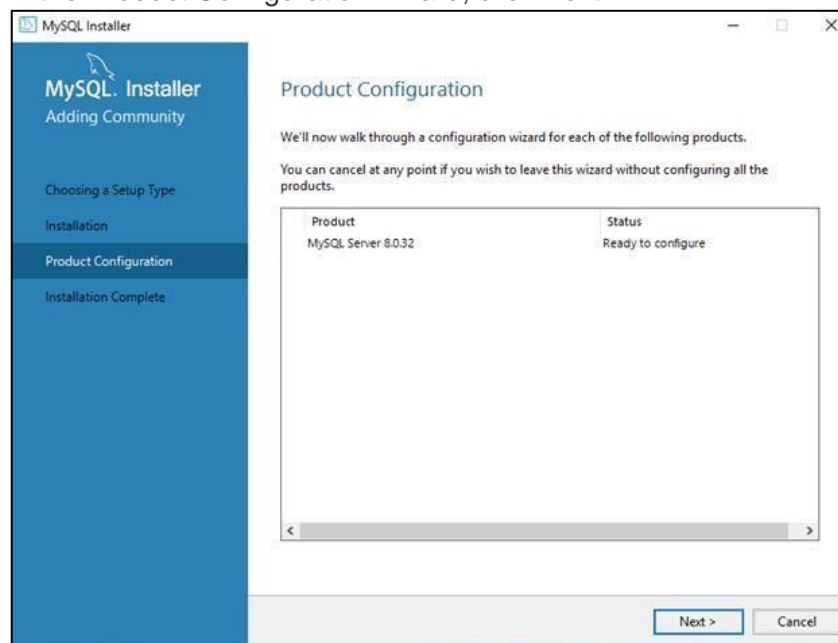 MySQL Installer
MySQL. Installer
Adding Community
Choosing a Setup Type
Installation
Product Configuration
Installation Complete
Product Configuration
We'll now walk through a configuration wizard for each of the following products.
You can cancel at any point if you wish to leave this wizard without configuring all the
products.
Product Status
MySQL Server 8.0.32 Ready to configure
Next > Cancel